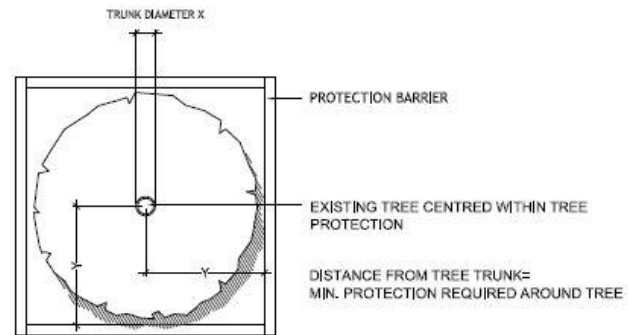 TRUNK DIAMETER X
PROTECTION BARRIER
EXISTING TREE CENTRED WITHIN TREE
PROTECTION
Y
Y
DISTANCE FROM TREE TRUNK=
MIN. PROTECTION REQUIRED AROUND TREE